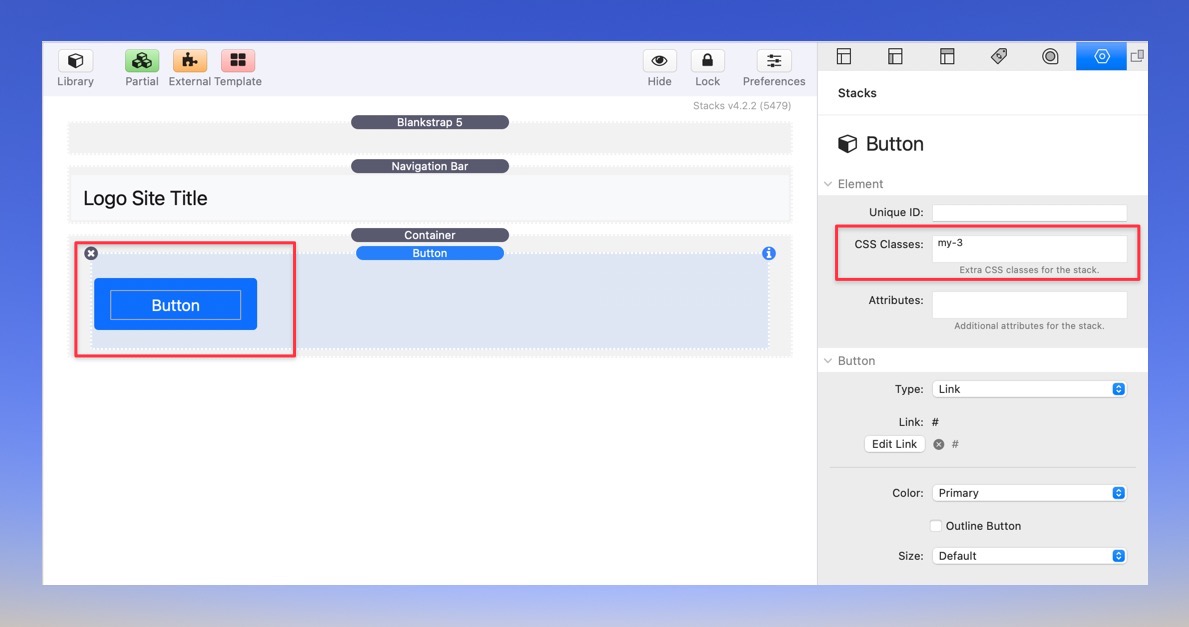 Library
Partial
External
Template
Hide
Lock
Preferences
Stacks v4.2.2 (5479)
Blankstrap 5
Navigation Bar
Logo Site Title
Container
Button
Button
Stacks
Button
Element
Unique ID:
CSS Classes: my-3
Extra CSS classes for the stack.
Attributes:
Additional attributes for the stack.
Button
Type: Link
Link: #
Edit Link #
Color: Primary
Outline Button
Size: Default